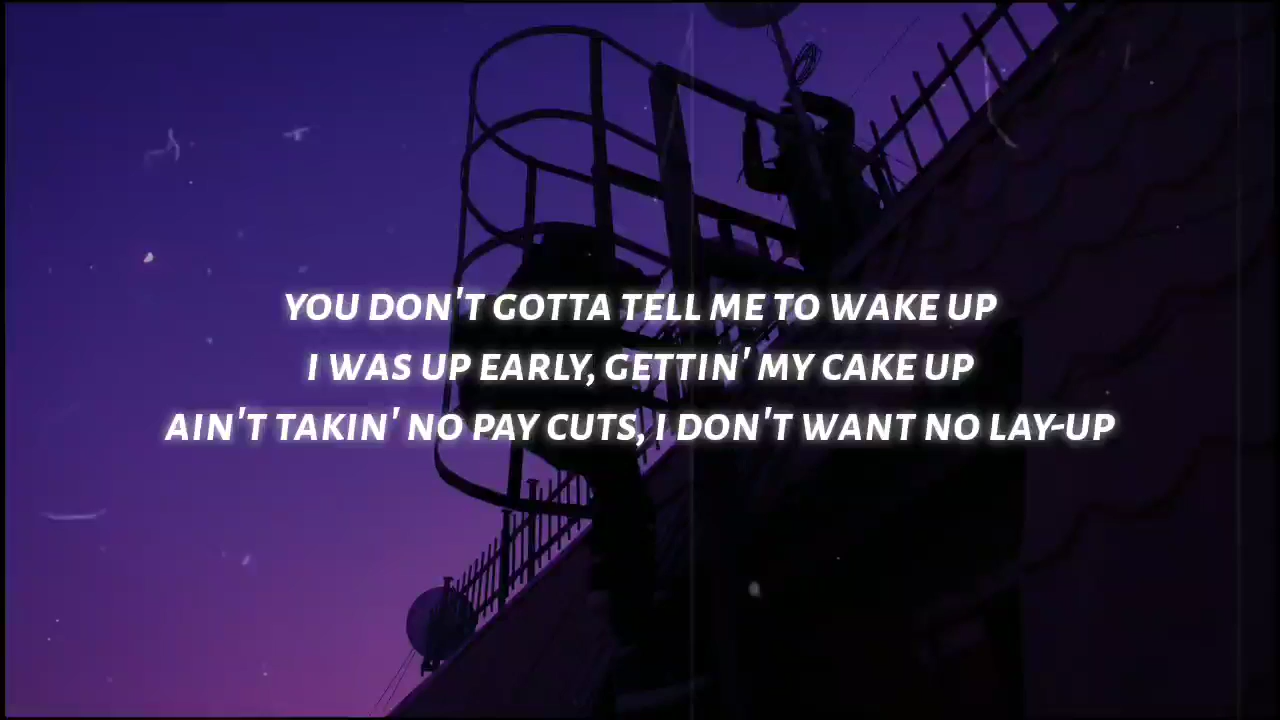 YOU DON'T GOTTA TELL ME TO WAKE UP
I WAS UP EARLY, GETTIN' MY CAKE UP
AIN'T TAKIN' NO PAY CUTS, I DON'T WANT NO LAY-UP